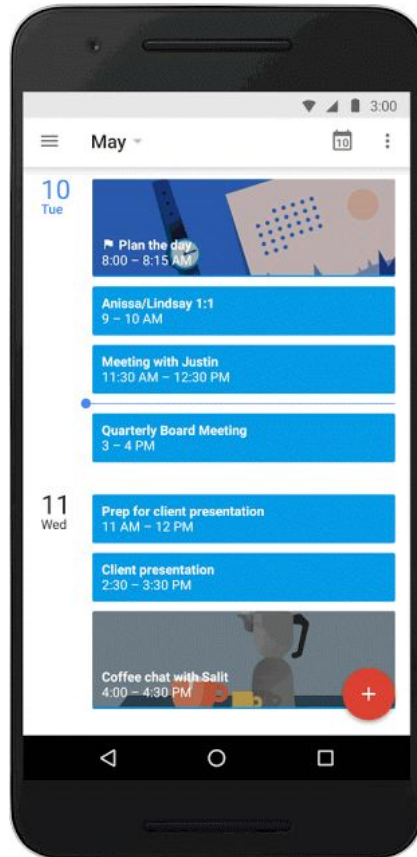 3:00
May
10
10
Tue
Plan the day
8:00 – 8:15 AM
Anissa/Lindsay 1:1
9 – 10 AM
Meeting with Justin
11:30 AM – 12:30 PM
Quarterly Board Meeting
3 – 4 PM
11
Wed
Prep for client presentation
11 AM – 12 PM
Client presentation
2:30 – 3:30 PM
Coffee chat with Salit
4:00 – 4:30 PM
+